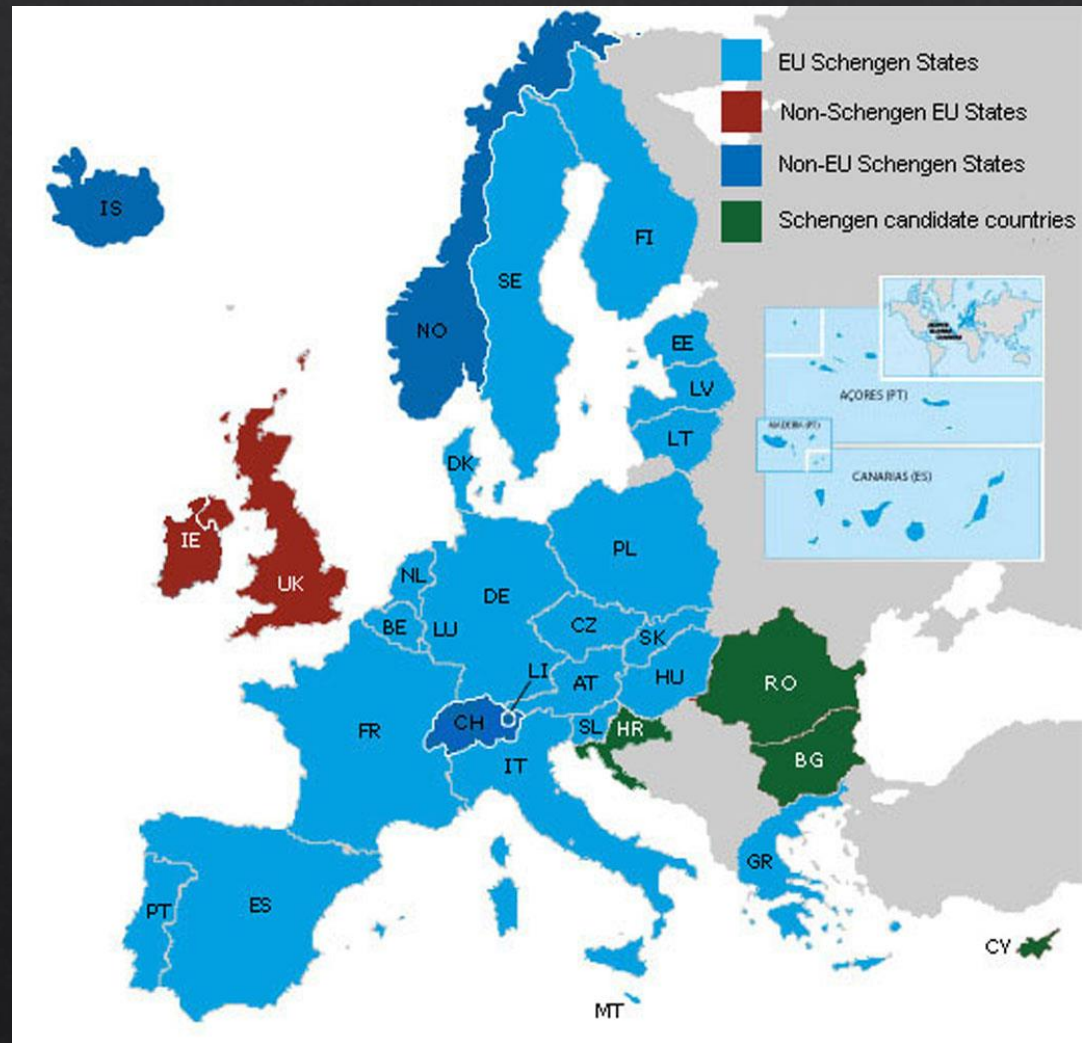 EU Schengen States
Non-Schengen EU States
Non-EU Schengen States
Schengen candidate countries
IS
FI
SE
NO
EE
LV
AÇORES (PT)
MADEIRA (PT)
LT
DK
CANARIAS (ES)
IE
UK
PL
NL
DE
BE
LU
CZ
SK
LI
AT
HU
RO
FR
CH
SL
HR
IT
BG
GR
PT
ES
CY
MT